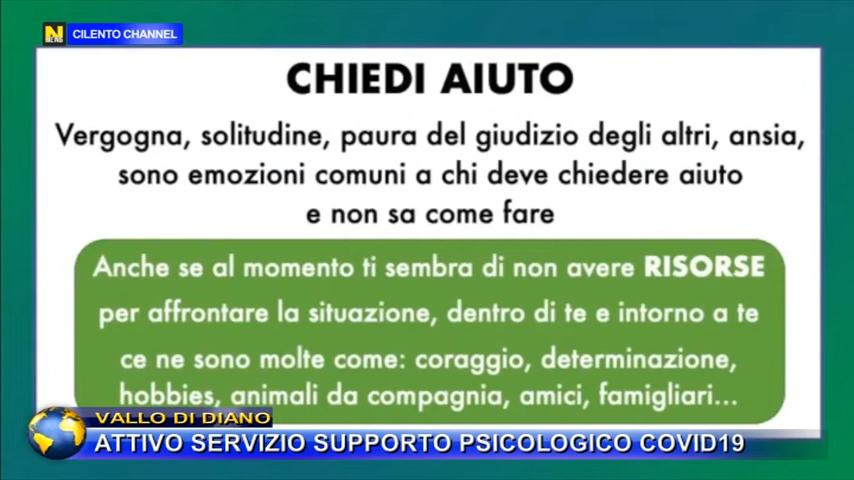 N
NEWS
CILENTO CHANNEL
CHIEDI AIUTO
Vergogna, solitudine, paura del giudizio degli altri, ansia,
sono emozioni comuni a chi deve chiedere aiuto
e non sa come fare
Anche se al momento ti sembra di non avere RISORSE
per affrontare la situazione, dentro di te e intorno a te
ce ne sono molte come: coraggio, determinazione,
hobbies, animali da compagnia, amici, famigliari...
VALLO DI DIANO
ATTIVO SERVIZIO SUPPORTO PSICOLOGICO COVID19